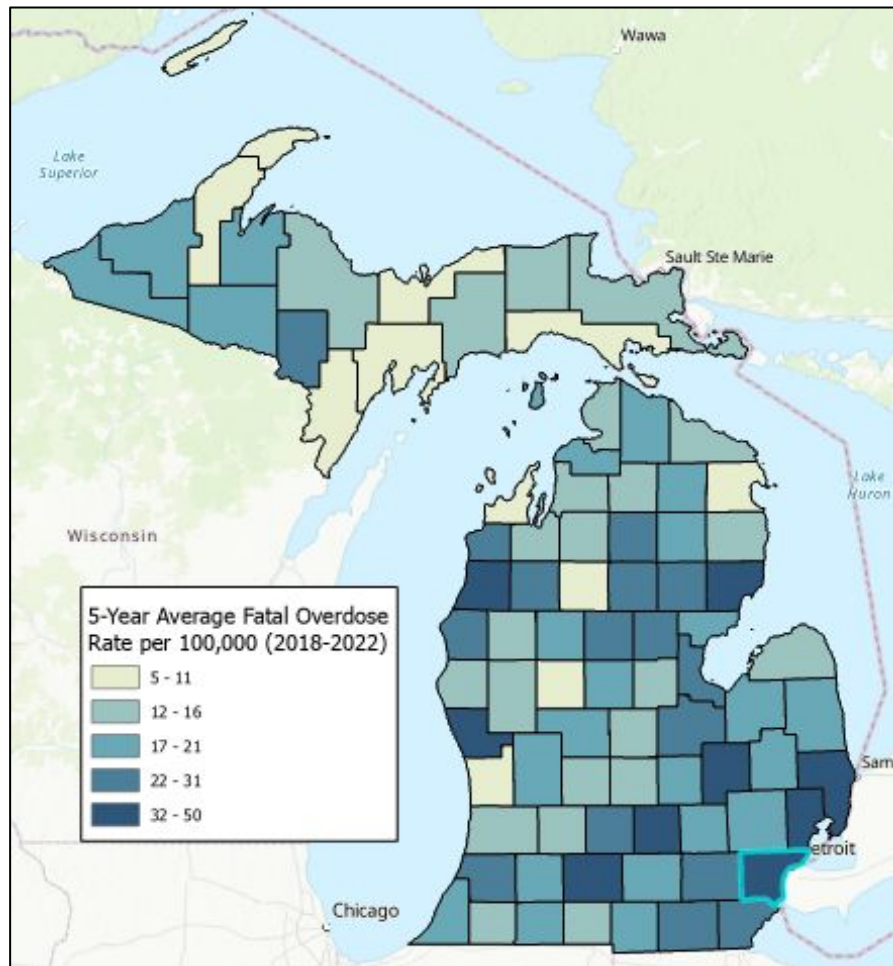 Wawa
Lake
Superior
Sault Ste Marie
Lake
Huron
Wisconsin
5-Year Average Fatal Overdose
Rate per 100,000 (2018-2022)
5 - 11
12 - 16
17 - 21
22 - 31
32 - 50
Sam
etroit
Chicago